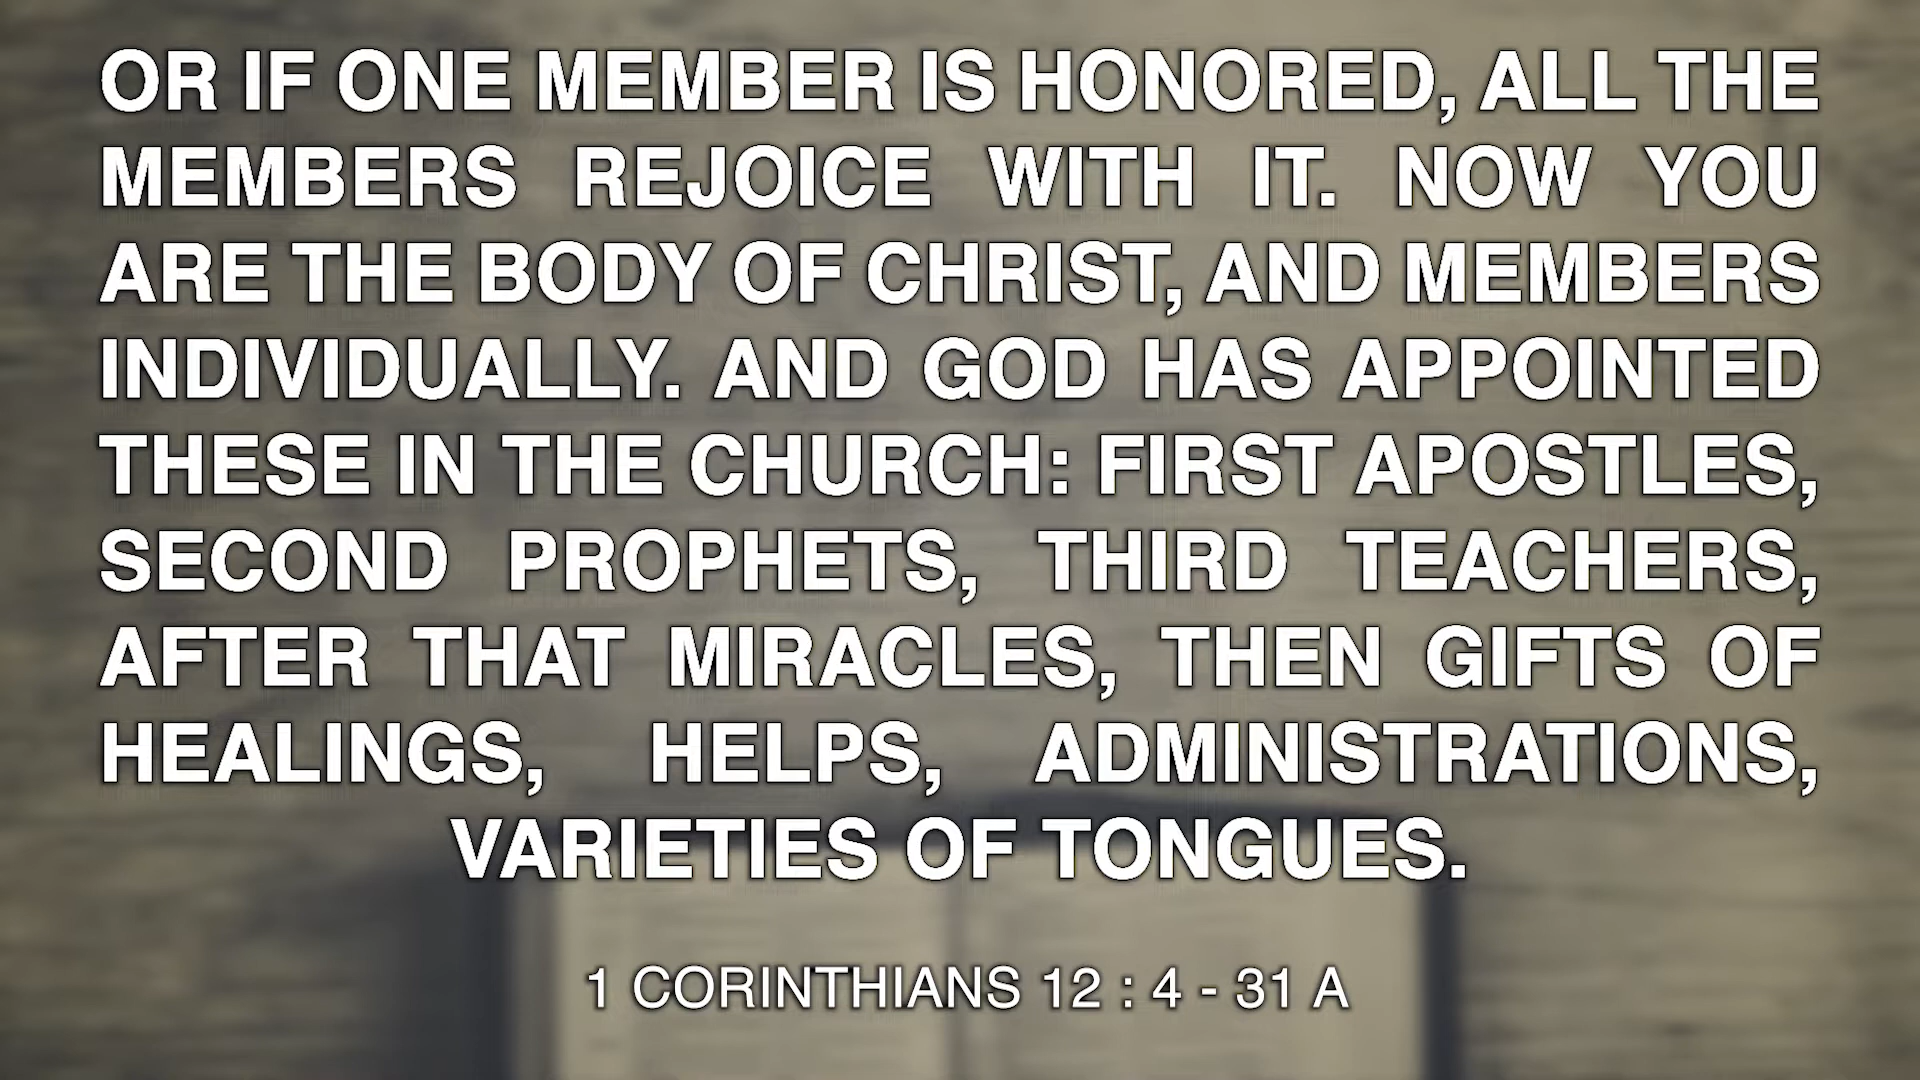 OR IF ONE MEMBER IS HONORED, ALL THE
MEMBERS REJOICE WITH IT. NOW YOU
ARE THE BODY OF CHRIST, AND MEMBERS
INDIVIDUALLY. AND GOD HAS APPOINTED
THESE IN THE CHURCH: FIRST APOSTLES,
SECOND PROPHETS, THIRD TEACHERS,
AFTER THAT MIRACLES, THEN GIFTS OF
HEALINGS, HELPS, ADMINISTRATIONS,
VARIETIES OF TONGUES.
1 CORINTHIANS 12 : 4 - 31 A